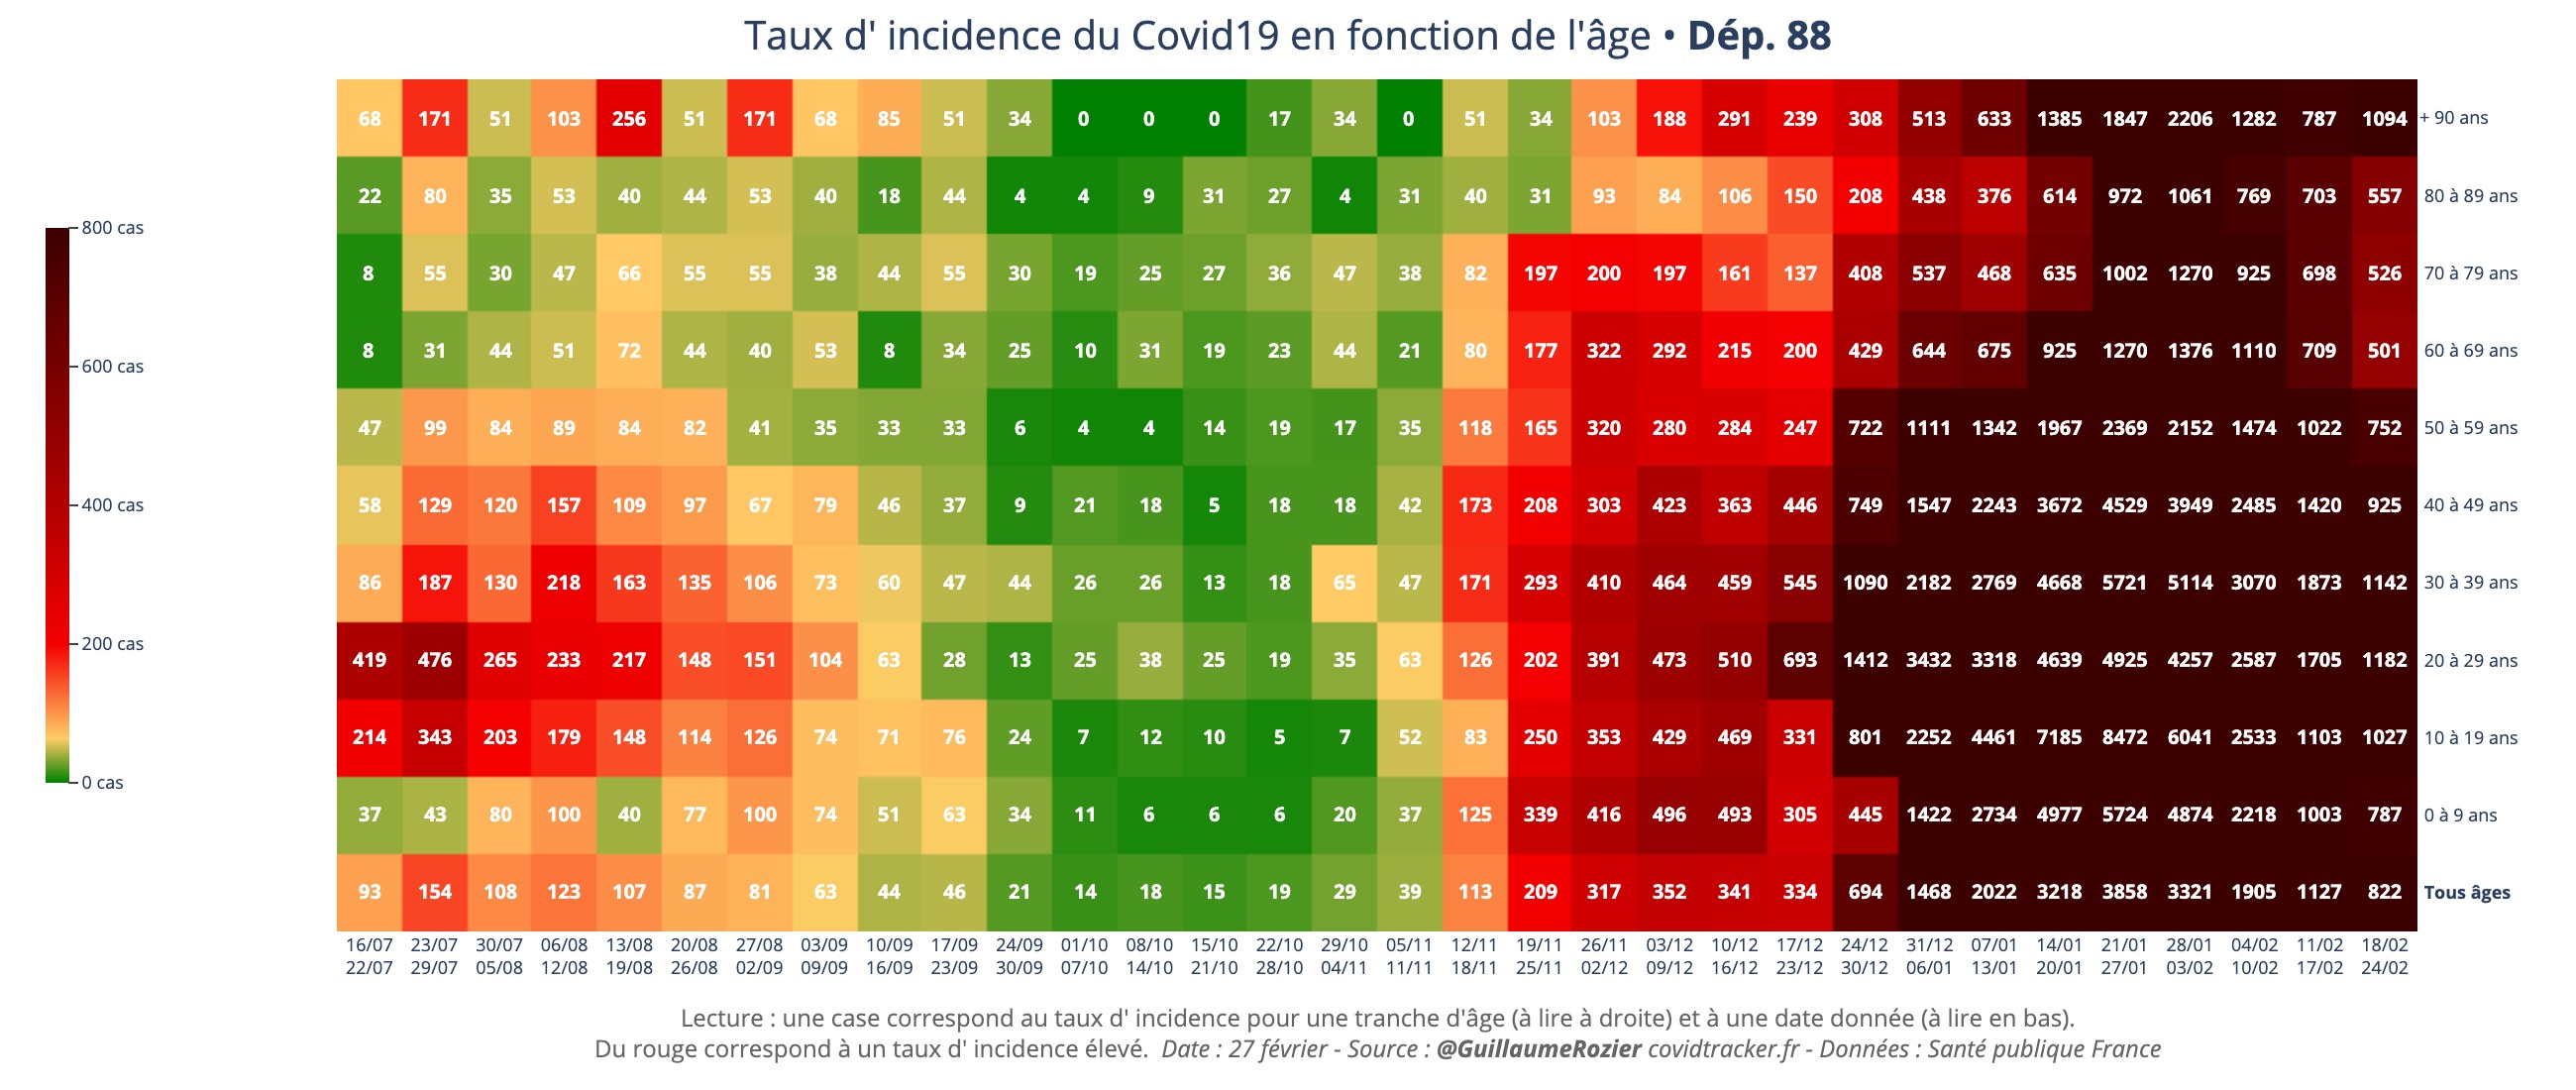 Taux d' incidence du Covid19 en fonction de l'âge • Dép. 88
68 171 51 103 256 51 171 68 85 51 34 0 0 0 17 34 0 51 34 103 188 291 239 308 513 633 1385 1847 2206 1282 787 1094 + 90 ans
22 80 35 53 40 44 53 40 18 44 4 4 9 31 27 4 31 40 31 93 84 106 150 208 438 376 614 972 1061 769 703 557 80 à 89 ans
800 cas
8 55 30 47 66 55 55 38 44 55 30 19 25 27 36 47 38 82 197 200 197 161 137 408 537 468 635 1002 1270 925 698 526 70 à 79 ans
8 31 44 51 72 44 40 53 8 34 25 10 31 19 23 44 21 80 177 322 292 215 200 429 644 675 925 1270 1376 1110 709 501 60 à 69 ans
600 cas
47 99 84 89 84 82 41 35 33 33 6 4 4 14 19 17 35 118 165 320 280 284 247 722 1111 1342 1967 2369 2152 1474 1022 752 50 à 59 ans
400 cas
58 129 120 157 109 97 67 79 46 37 9 21 18 5 18 18 42 173 208 303 423 363 446 749 1547 2243 3672 4529 3949 2485 1420 925 40 à 49 ans
86 187 130 218 163 135 106 73 60 47 44 26 26 13 18 65 47 171 293 410 464 459 545 1090 2182 2769 4668 5721 5114 3070 1873 1142 30 à 39 ans
200 cas
419 476 265 233 217 148 151 104 63 28 13 25 38 25 19 35 63 126 202 391 473 510 693 1412 3432 3318 4639 4925 4257 2587 1705 1182 20 à 29 ans
214 343 203 179 148 114 126 74 71 76 24 7 12 10 5 7 52 83 250 353 429 469 331 801 2252 4461 7185 8472 6041 2533 1103 1027 10 à 19 ans
0 cas
37 43 80 100 40 77 100 74 51 63 34 11 6 6 6 20 37 125 339 416 496 493 305 445 1422 2734 4977 5724 4874 2218 1003 787 0 à 9 ans
93 154 108 123 107 87 81 63 44 46 21 14 18 15 19 29 39 113 209 317 352 341 334 694 1468 2022 3218 3858 3321 1905 1127 822 Tous âges
16/07 23/07 30/07 06/08 13/08 20/08 27/08 03/09 10/09 17/09 24/09 01/10 08/10 15/10 22/10 29/10 05/11 12/11 19/11 26/11 03/12 10/12 17/12 24/12 31/12 07/01 14/01 21/01 28/01 04/02 11/02 18/02
22/07 29/07 05/08 12/08 19/08 26/08 02/09 09/09 16/09 23/09 30/09 07/10 14/10 21/10 28/10 04/11 11/11 18/11 25/11 02/12 09/12 16/12 23/12 30/12 06/01 13/01 20/01 27/01 03/02 10/02 17/02 24/02
Lecture : une case correspond au taux d' incidence pour une tranche d'âge (à lire à droite) et à une date donnée (à lire en bas).
Du rouge correspond à un taux d' incidence élevé. Date : 27 février - Source : @GuillaumeRozier covidtracker.fr - Données : Santé publique France